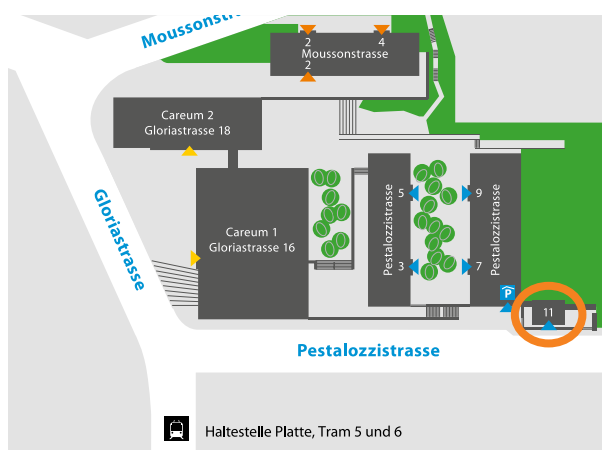 Moussonstrasse
2
4
Moussonstrasse
2
Careum 2
Gloriastrasse 18
Careum 1
Gloriastrasse 16
Gloriastrasse
5
3
Pestalozzistrasse
9
7
Pestalozzistrasse
P
11
Pestalozzistrasse
Haltestelle Platte, Tram 5 und 6